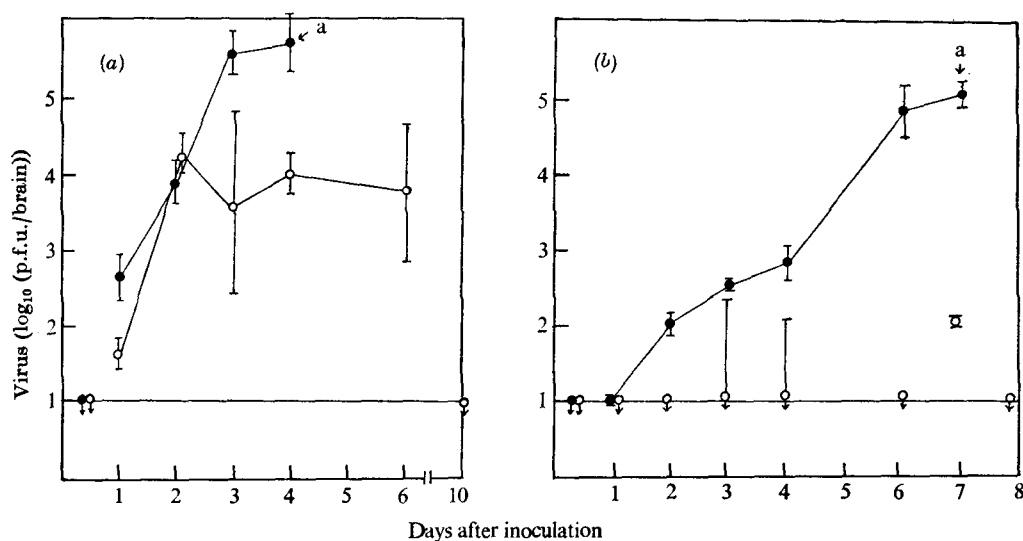 (a)
a
5
4
3
2
1
1 2 3 4 5 6 10
Virus (log₁₀ (p.f.u./brain))
(b)
a
5
4
3
2
1
1 2 3 4 5 6 7 8
Days after inoculation